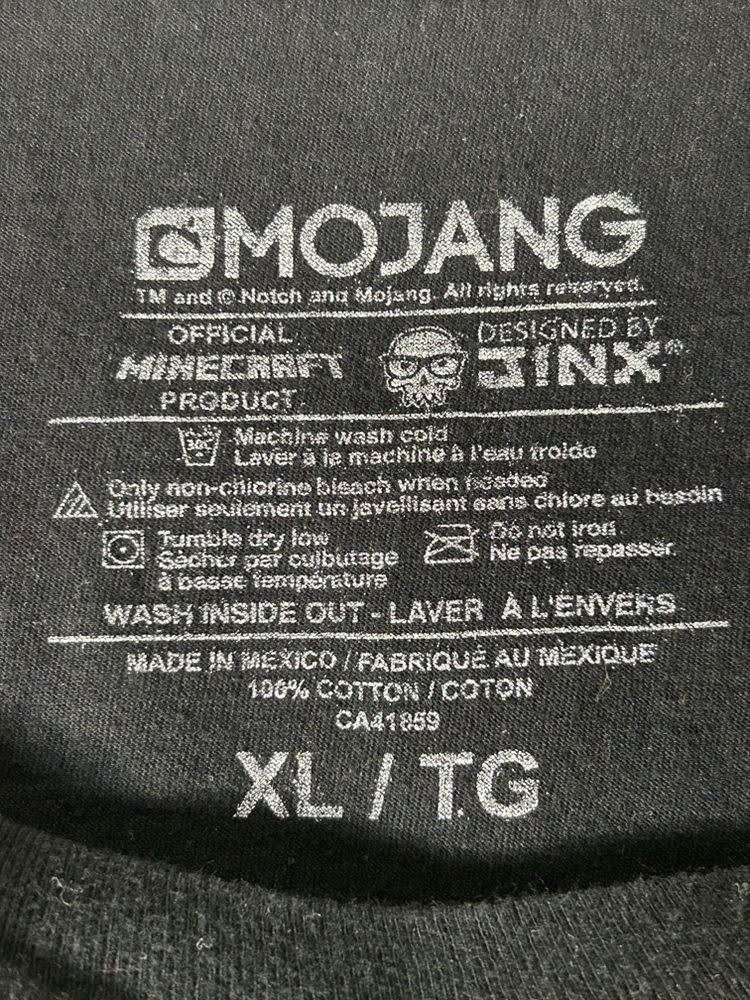 MOJANG
TM and © Notch and Mojang. All rights reserved.
OFFICIAL
MINECRAFT
PRODUCT
DESIGNED BY
J!NX®
30C
Machine wash cold
Laver à la machine à l'eau froide
Only non-chlorine bleach when needed
Utiliser seulement un javellisant sans chlore au besoin
Tumble dry low
Sécher par culbutage
à basse température
Do not iron
Ne pas repasser.
WASH INSIDE OUT - LAVER À L'ENVERS
MADE IN MEXICO / FABRIQUÉ AU MEXIQUE
100% COTTON / COTON
CA41859
XL / TG